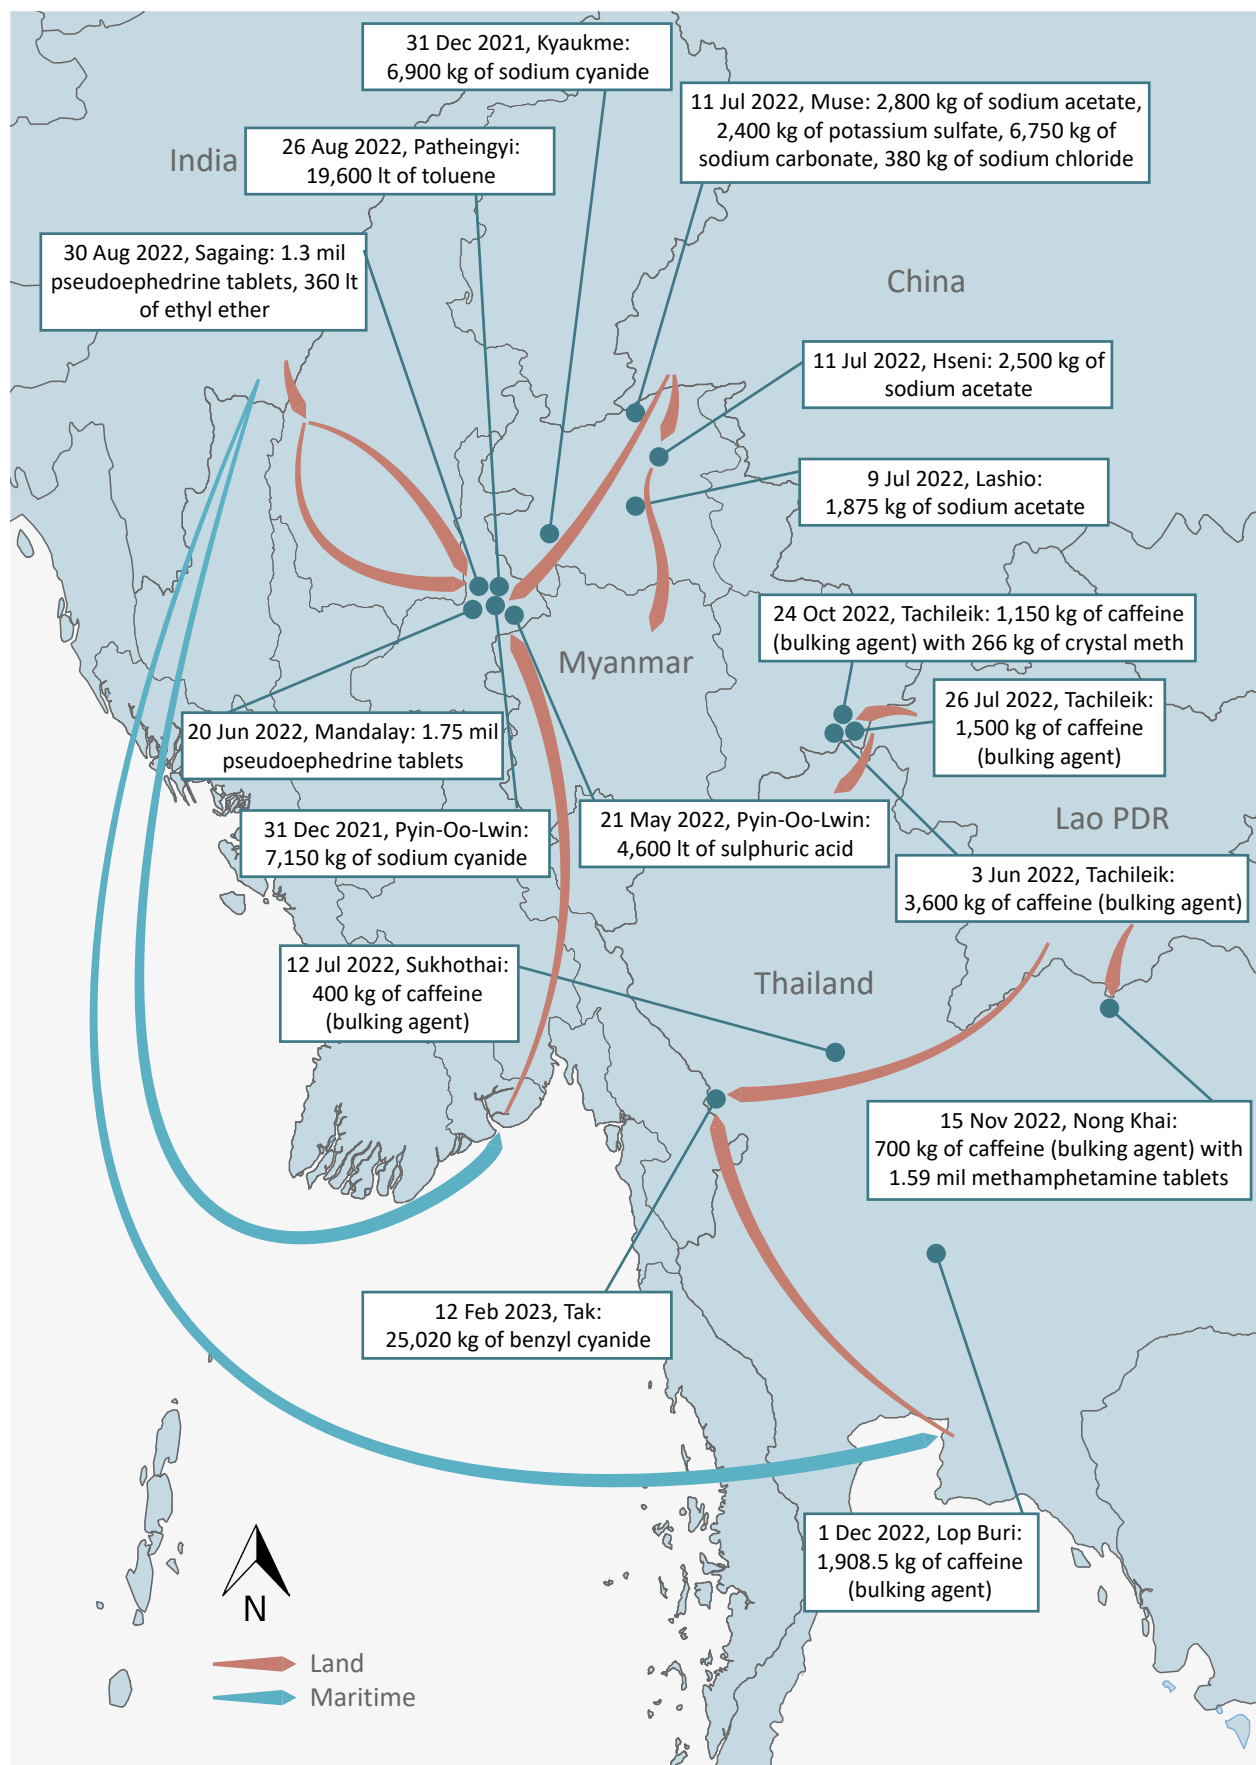 31 Dec 2021, Kyaukme:
6,900 kg of sodium cyanide
11 Jul 2022, Muse: 2,800 kg of sodium acetate,
2,400 kg of potassium sulfate, 6,750 kg of
sodium carbonate, 380 kg of sodium chloride
India
26 Aug 2022, Patheingyi:
19,600 lt of toluene
30 Aug 2022, Sagaing: 1.3 mil
pseudoephedrine tablets, 360 lt
of ethyl ether
China
11 Jul 2022, Hseni: 2,500 kg of
sodium acetate
9 Jul 2022, Lashio:
1,875 kg of sodium acetate
24 Oct 2022, Tachileik: 1,150 kg of caffeine
(bulking agent) with 266 kg of crystal meth
Myanmar
26 Jul 2022, Tachileik:
1,500 kg of caffeine
(bulking agent)
20 Jun 2022, Mandalay: 1.75 mil
pseudoephedrine tablets
31 Dec 2021, Pyin-Oo-Lwin:
7,150 kg of sodium cyanide
21 May 2022, Pyin-Oo-Lwin:
4,600 lt of sulphuric acid
Lao PDR
3 Jun 2022, Tachileik:
3,600 kg of caffeine (bulking agent)
12 Jul 2022, Sukhothai:
400 kg of caffeine
(bulking agent)
Thailand
15 Nov 2022, Nong Khai:
700 kg of caffeine (bulking agent) with
1.59 mil methamphetamine tablets
12 Feb 2023, Tak:
25,020 kg of benzyl cyanide
1 Dec 2022, Lop Buri:
1,908.5 kg of caffeine
(bulking agent)
N
Land
Maritime